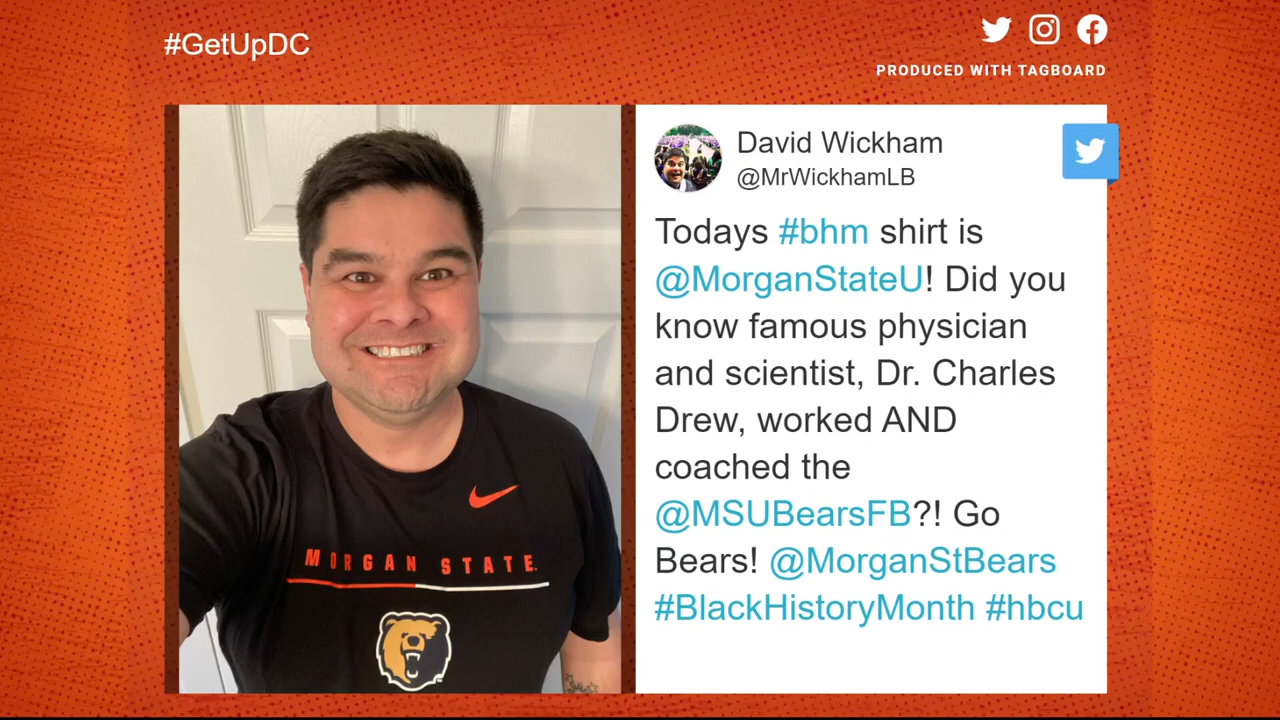 #GetUpDC
PRODUCED WITH TAGBOARD
David Wickham
@MrWickhamLB
Todays #bhm shirt is
@MorganStateU! Did you
know famous physician
and scientist, Dr. Charles
Drew, worked AND
coached the
@MSUBearsFB?! Go
Bears! @MorganStBears
#BlackHistoryMonth #hbcu
MORGAN STATE.